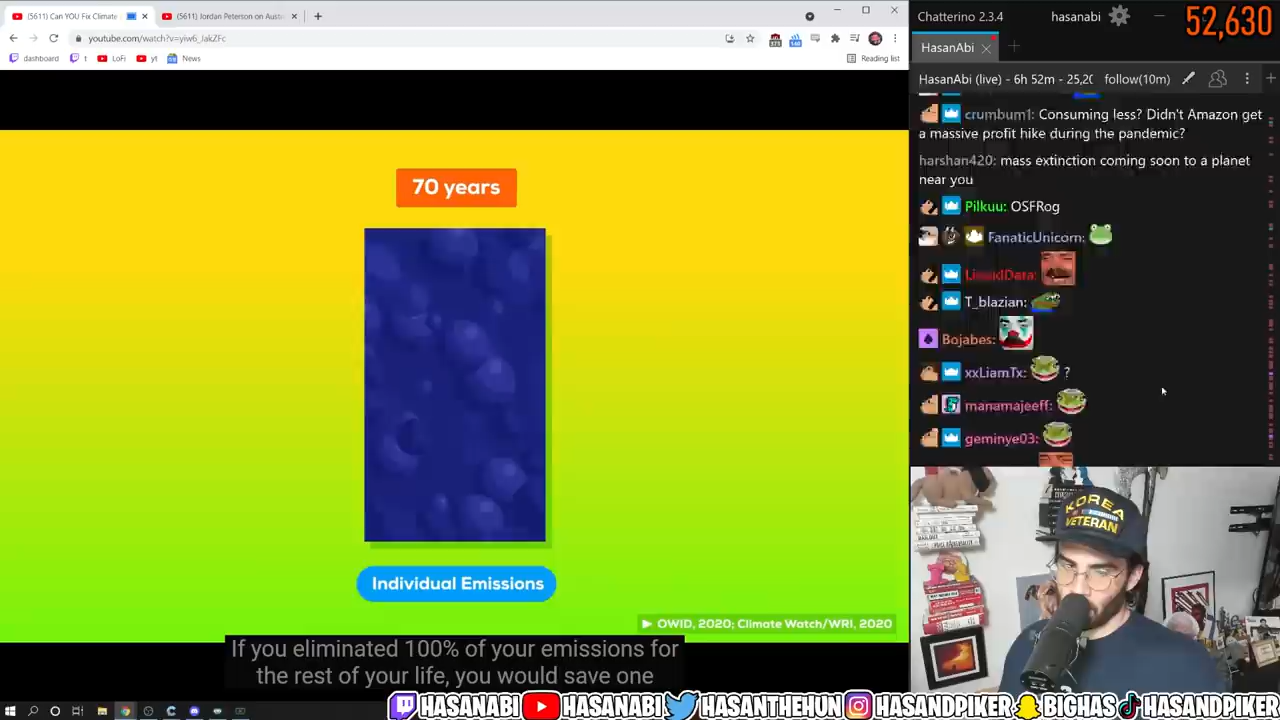 (5611) Can YOU Fix Climate
(5611) Jordan Peterson on Aust
youtube.com/watch?v=yiw6_JakZFc
371
146
dashboard
t
LoFi
yt
News
Reading list
70 years
Individual Emissions
► OWID, 2020; Climate Watch/WRI, 2020
If you eliminated 100% of your emissions for
the rest of your life, you would save one
Chatterino 2.3.4
hasanabi
52,630
HasanAbi
HasanAbi (live) - 6h 52m - 25,20
follow(10m)
crumbum1: Consuming less? Didn't Amazon get
a massive profit hike during the pandemic?
harshan420: mass extinction coming soon to a planet
near you
Pilkuu: OSFRog
FanaticUnicorn:
T_blazian:
Bojabes:
xxLiamTx: ?
manamajeeff:
geminye03:
KOREA
VETERAN
HASANABI
HASANABI
HASANTHEHUN
HASANDPIKER
BIGHAS
HASANDPIKER